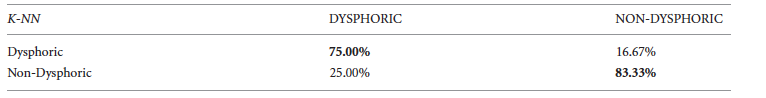 K-NN DYSPHORIC NON-DYSPHORIC
Dysphoric 75.00% 16.67%
Non-Dysphoric 25.00% 83.33%